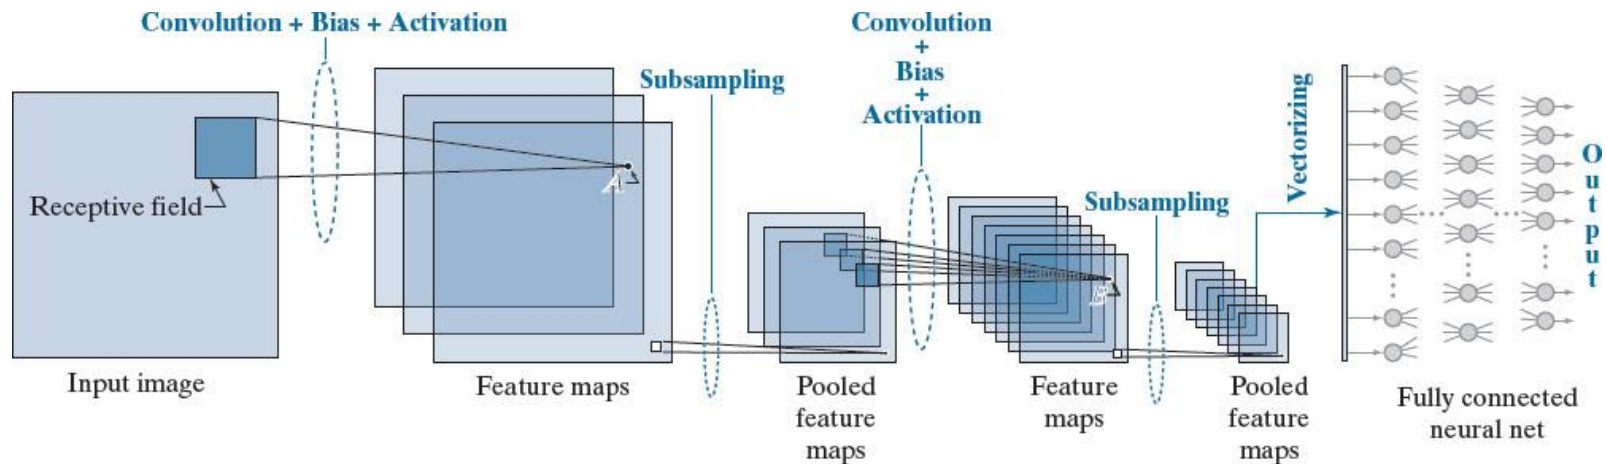 Convolution + Bias + Activation
Receptive field
Input image
A
Feature maps
Subsampling
Pooled
feature
maps
Convolution
+
Bias
+
Activation
B
Feature
maps
Subsampling
Pooled
feature
maps
Vectorizing
Fully connected
neural net
Output